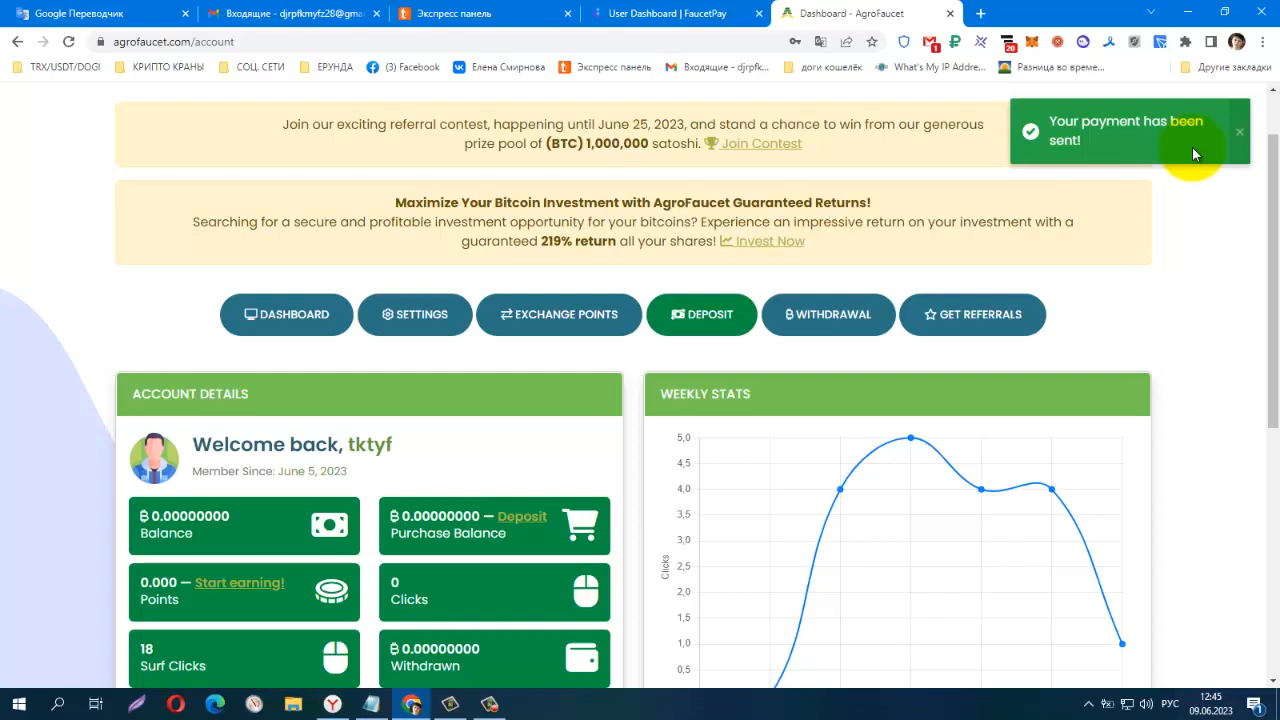 Google Переводчик
Входящие - djrpfkmyfz28@gma
Экспресс панель
User Dashboard | FaucetPay
Dashboard - AgroFaucet
agrofaucet.com/account
1
20
TRX/USDT/DOGI
КРИПТО КРАНЫ
СОЦ. СЕТИ
ЕРУНДА
(3) Facebook
Елена Смирнова
Экспресс панель
Входящие - djrpfk...
доги кошелёк
What's My IP Addre...
Разница во време...
Другие закладки
Join our exciting referral contest, happening until June 25, 2023, and stand a chance to win from our generous
prize pool of (BTC) 1,000,000 satoshi. Join Contest
Your payment has been
sent!
Maximize Your Bitcoin Investment with AgroFaucet Guaranteed Returns!
Searching for a secure and profitable investment opportunity for your bitcoins? Experience an impressive return on your investment with a
guaranteed 219% return all your shares! Invest Now
DASHBOARD
SETTINGS
EXCHANGE POINTS
DEPOSIT
WITHDRAWAL
GET REFERRALS
ACCOUNT DETAILS
Welcome back, tktyf
Member Since: June 5, 2023
₿ 0.00000000
Balance
₿ 0.00000000 — Deposit
Purchase Balance
0.000 — Start earning!
Points
0
Clicks
18
Surf Clicks
₿ 0.00000000
Withdrawn
WEEKLY STATS
5,0
4,5
4,0
3,5
3,0
2,5
2,0
1,5
1,0
0,5
Clicks
РУС
12:45
09.06.2023
1